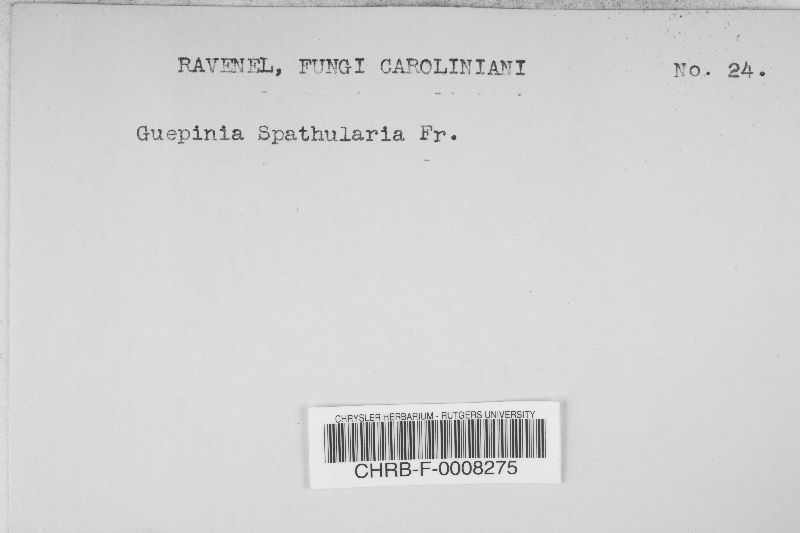 RAVENEL, FUNGI CAROLINIANI No. 24.
Guepinia Spathularia Fr.
CHRYSLER HERBARIUM - RUTGERS UNIVERSITY
CHRB-F-0008275